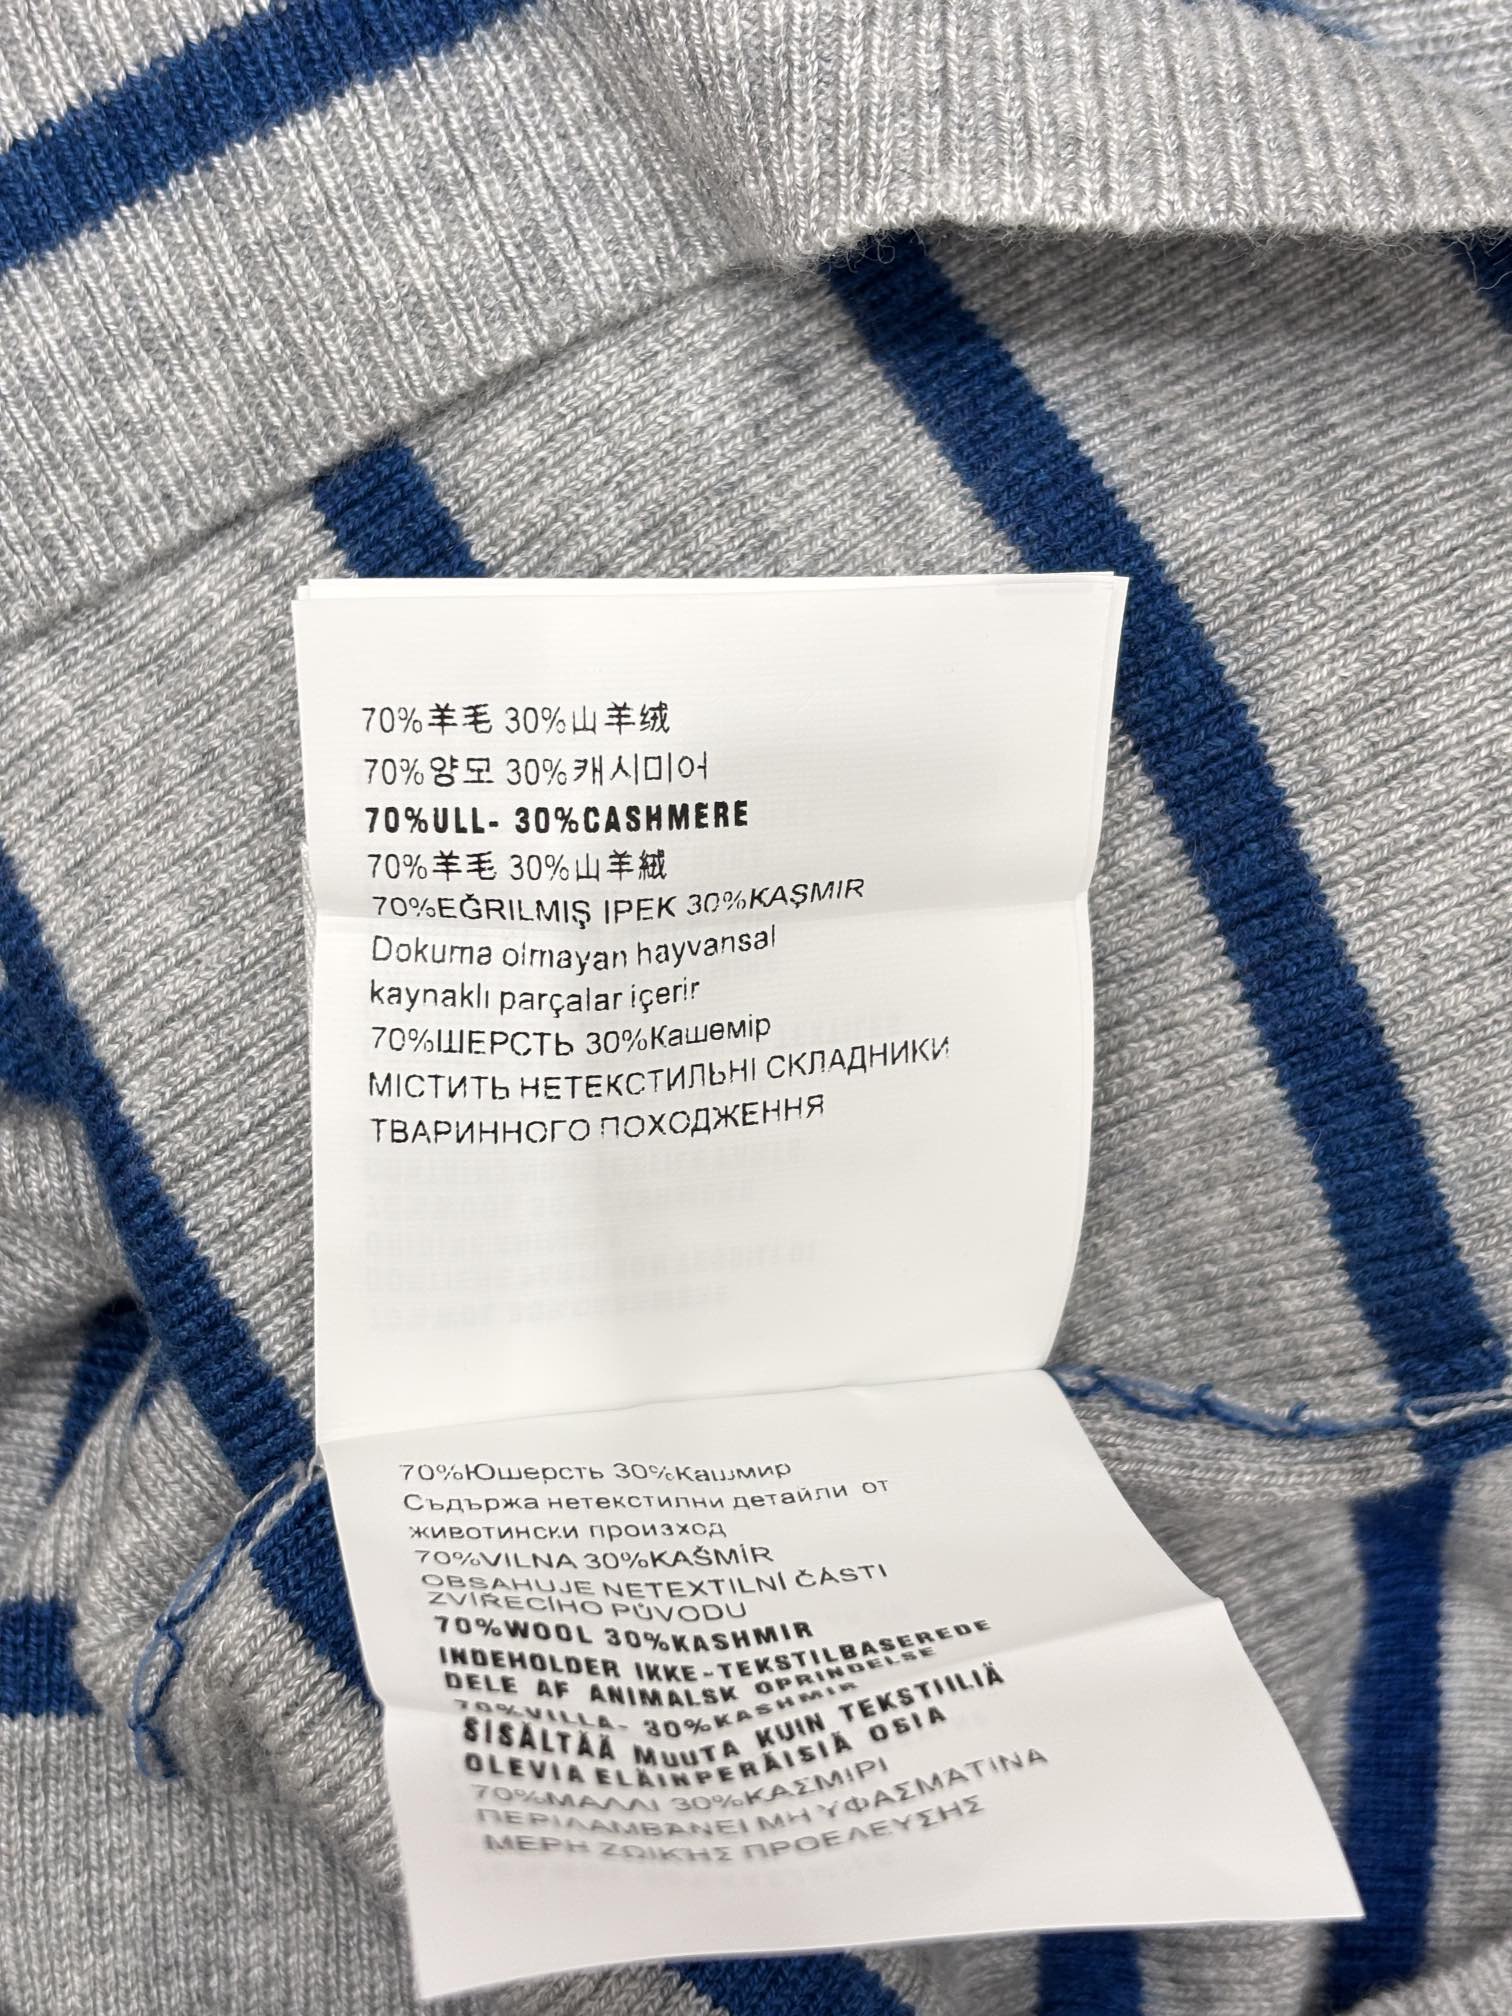 70%羊毛 30%山羊绒
70%양모 30%캐시미어
70%ULL- 30%CASHMERE
70%羊毛 30%山羊絨
70%EĞRILMIŞ IPEK 30%KAŞMIR
Dokuma olmayan hayvansal
kaynaklı parçalar içerir
70%ШЕРСТЬ 30%Кашемір
МІСТИТЬ НЕТЕКСТИЛЬНІ СКЛАДНИКИ
ТВАРИННОГО ПОХОДЖЕННЯ
70%Юшерсть 30%Кашмир
Съдържа нетекстилни детайли от
животински произход
70%VILNA 30%KAŠMÍR
OBSAHUJE NETEXTILNÍ ČÁSTI
ZVÍŘECÍHO PŮVODU
70%WOOL 30%KASHMIR
INDEHOLDER IKKE-TEKSTILBASEREDE
DELE AF ANIMALSK OPRINDELSE
70%VILLA- 30%KASHMIR
SISÄLTÄÄ MUUTA KUIN TEKSTIILIÄ
OLEVIA ELÄINPERÄISIÄ OSIA
70%ΜΑΛΛΙ 30%ΚΑΣΜΙΡΙ
ΠΕΡΙΛΑΜΒΑΝΕΙ ΜΗ ΥΦΑΣΜΑΤΙΝΑ
ΜΕΡΗ ΖΩΙΚΗΣ ΠΡΟΕΛΕΥΣΗΣ